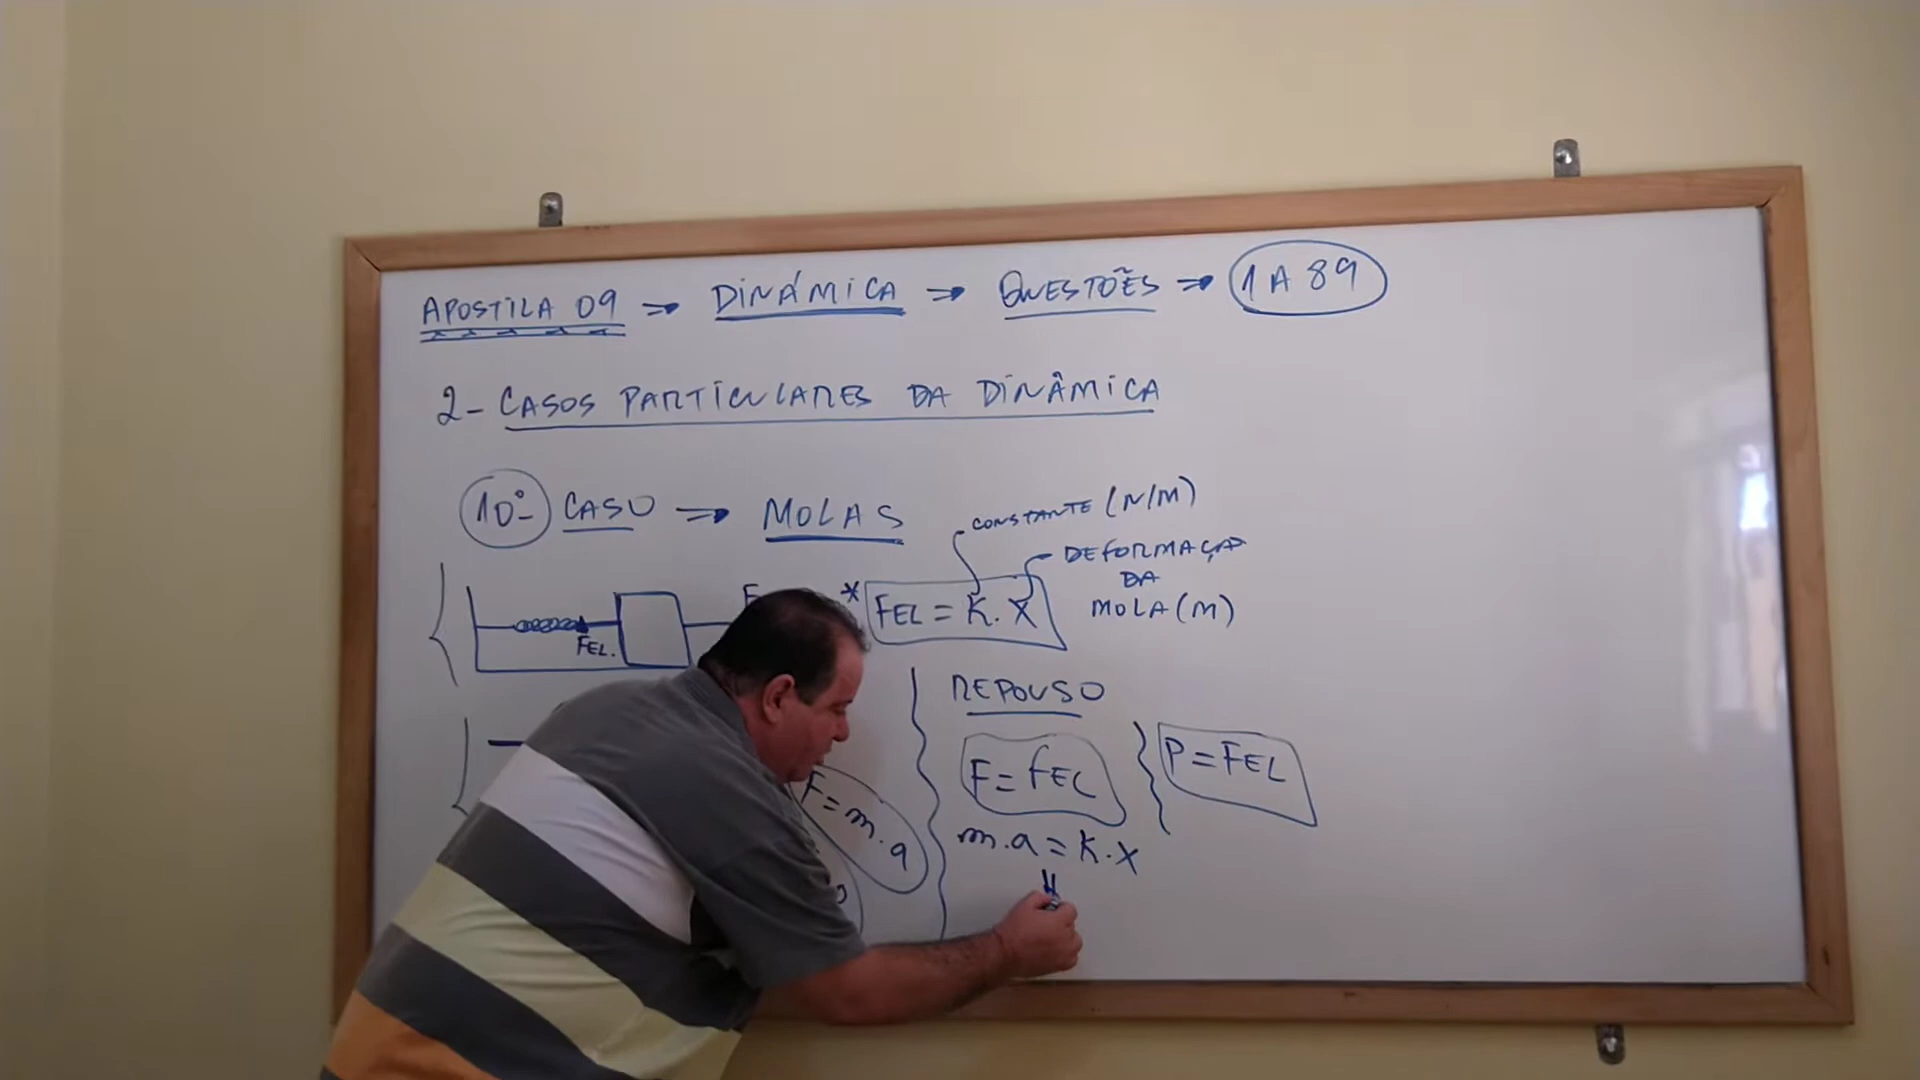 APOSTILA 09 → DINÂMICA → QUESTÕES → 1 A 89
2- CASOS PARTICULARES DA DINÂMICA
10º CASO → MOLAS
CONSTANTE (N/M)
DEFORMAÇÃO
DA
MOLA (M)
* FEL = K.X
F
FEL.
REPOUSO
F = FEL
P = FEL
F = m.a
m.a = K.X